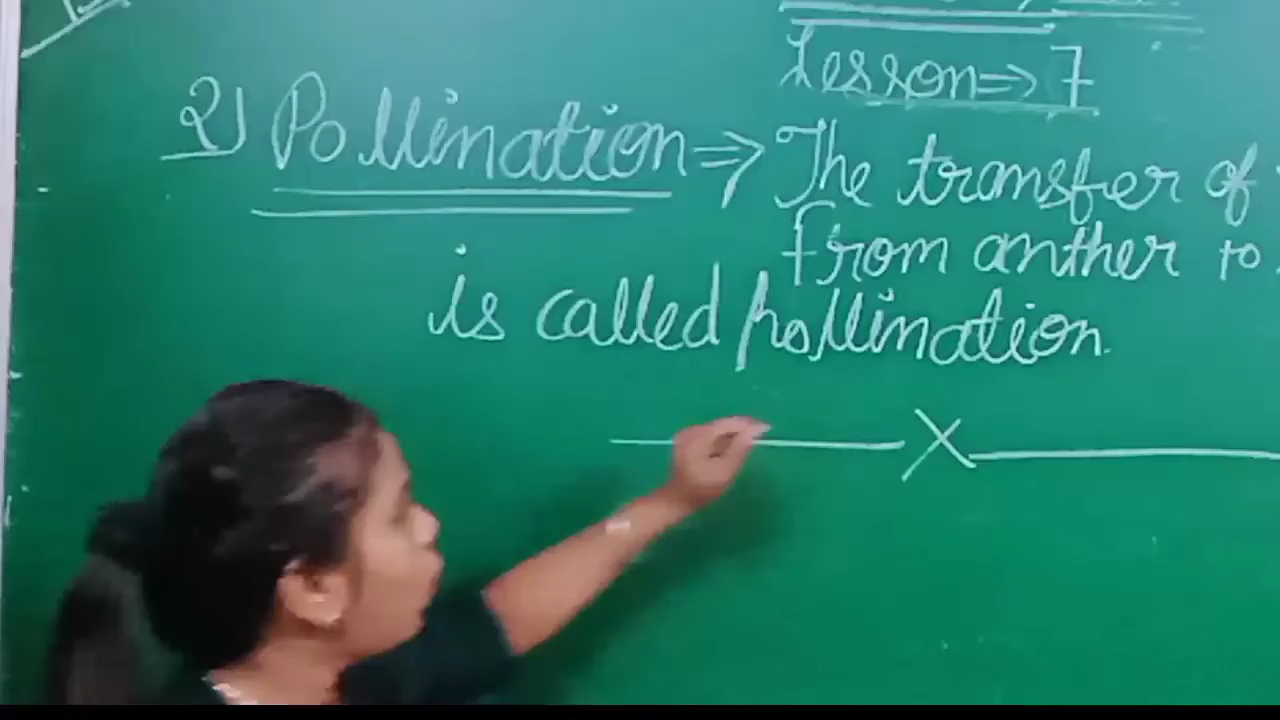 Lesson => 7
2) Pollination => The transfer of
from anther to
is called pollination.
X